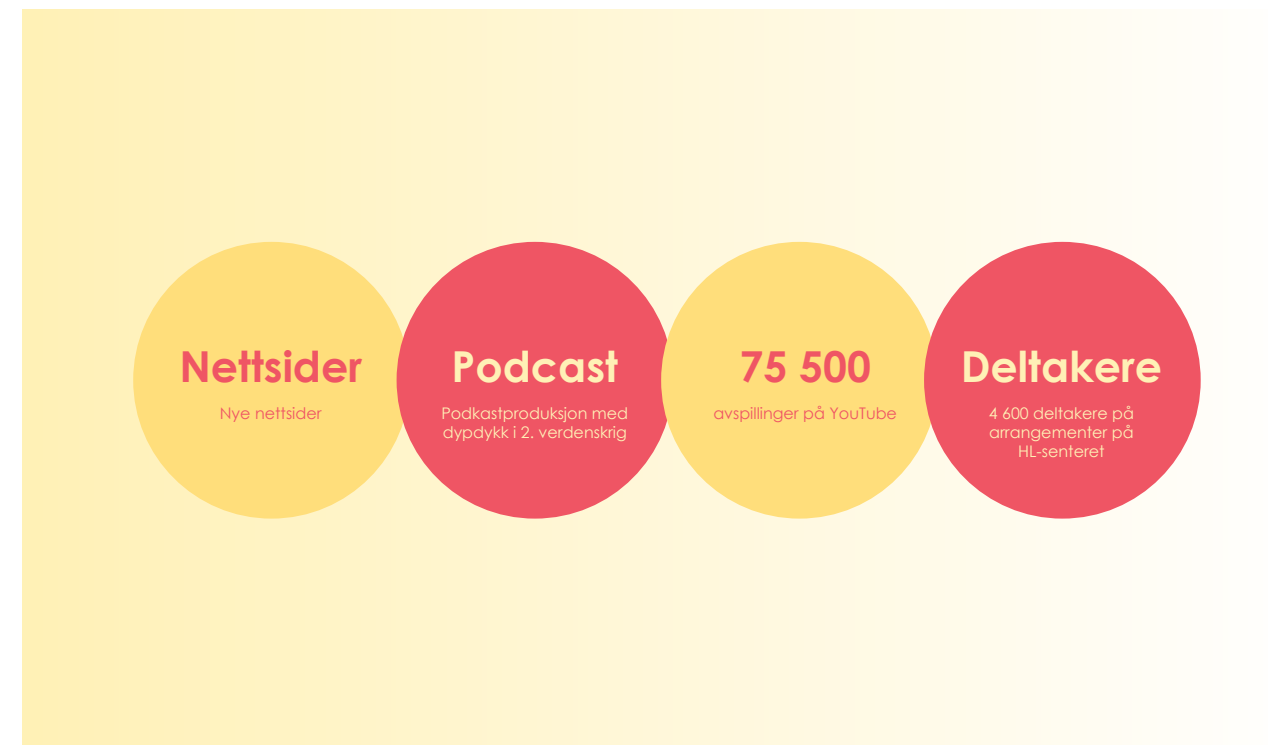 Nettsider
Nye nettsider
Podcast
Podkastproduksjon med
dypdykk i 2. verdenskrig
75 500
avspillinger på YouTube
Deltakere
4 600 deltakere på
arrangementer på
HL-senteret